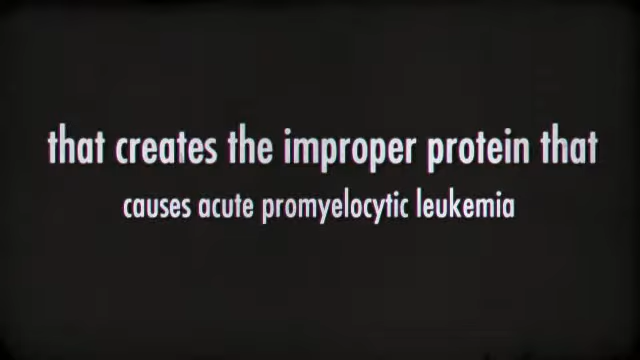 that creates the improper protein that
causes acute promyelocytic leukemia